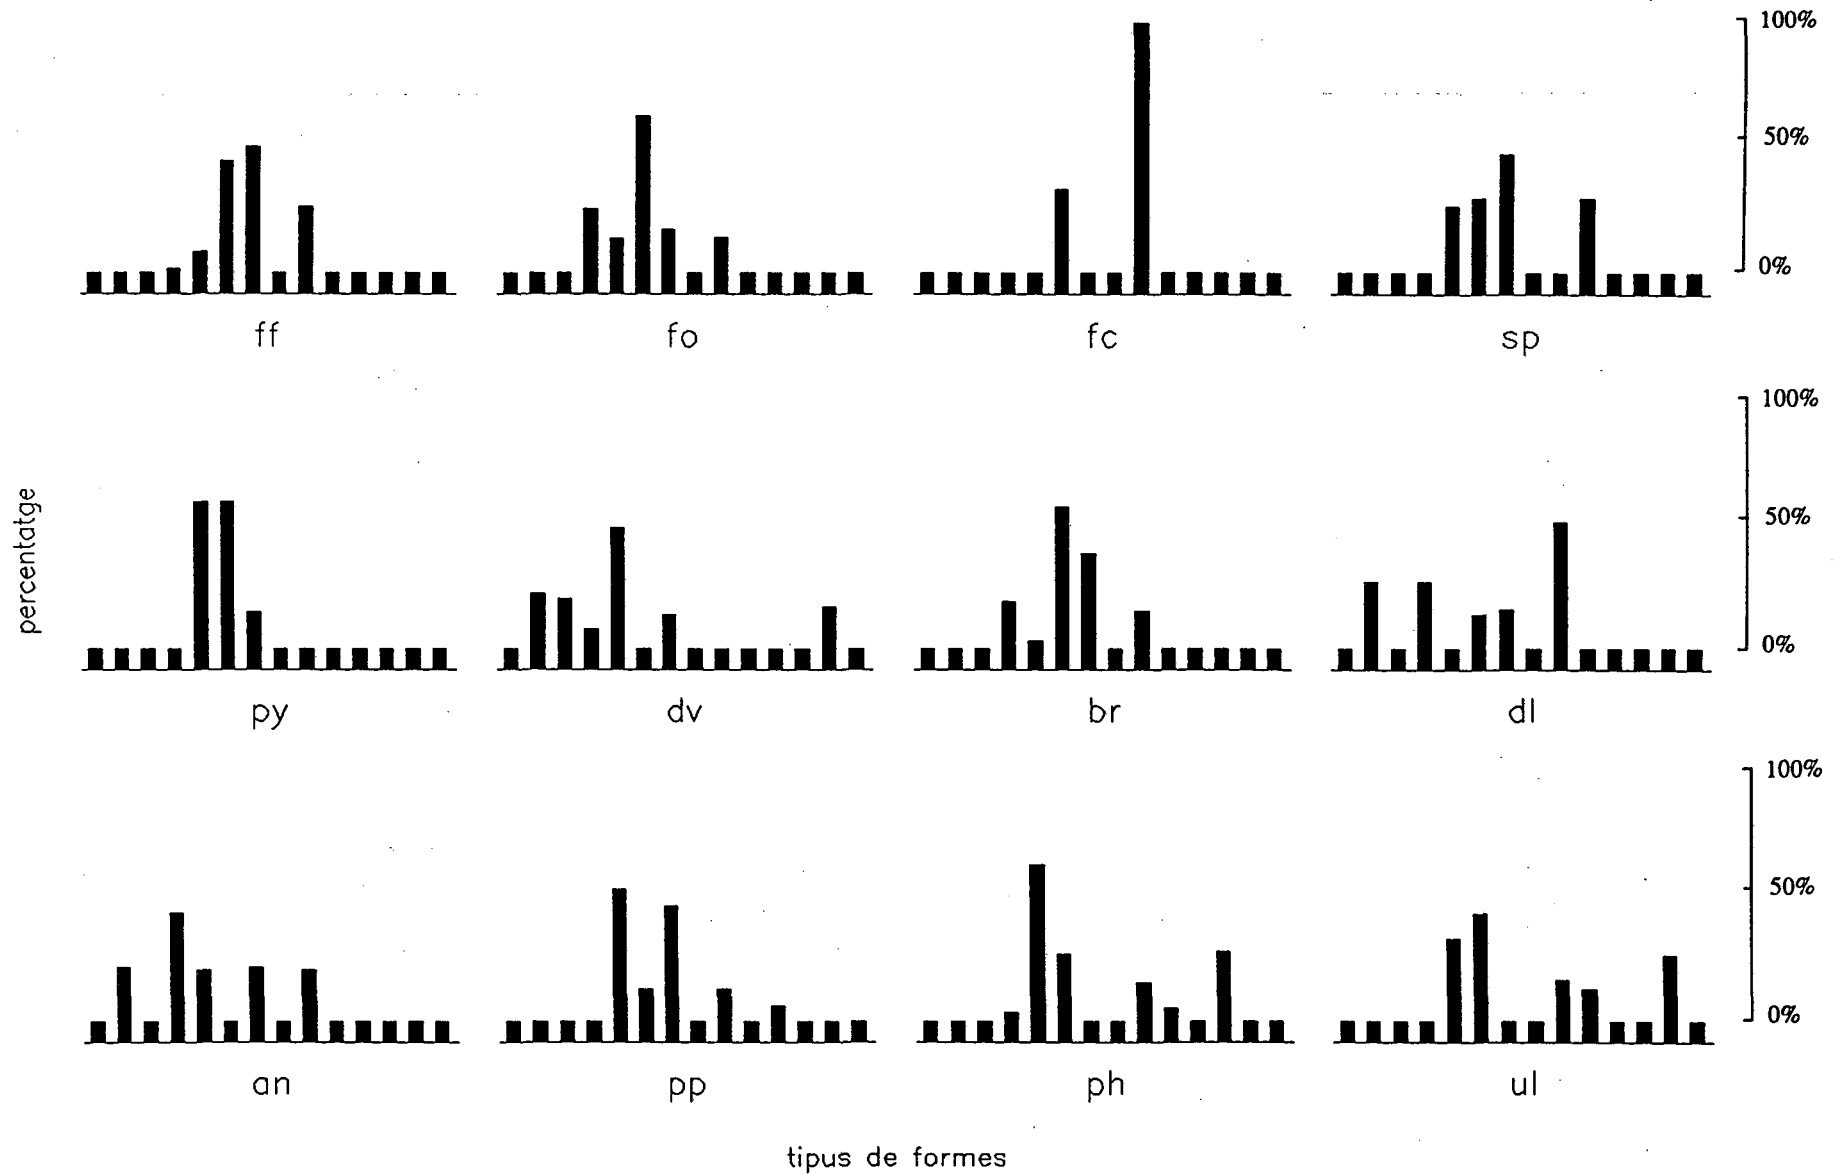 100%
50%
0%
ff fo fc sp
100%
50%
0%
percentatge
py dv br dl
100%
50%
0%
an pp ph ul
tipus de formes